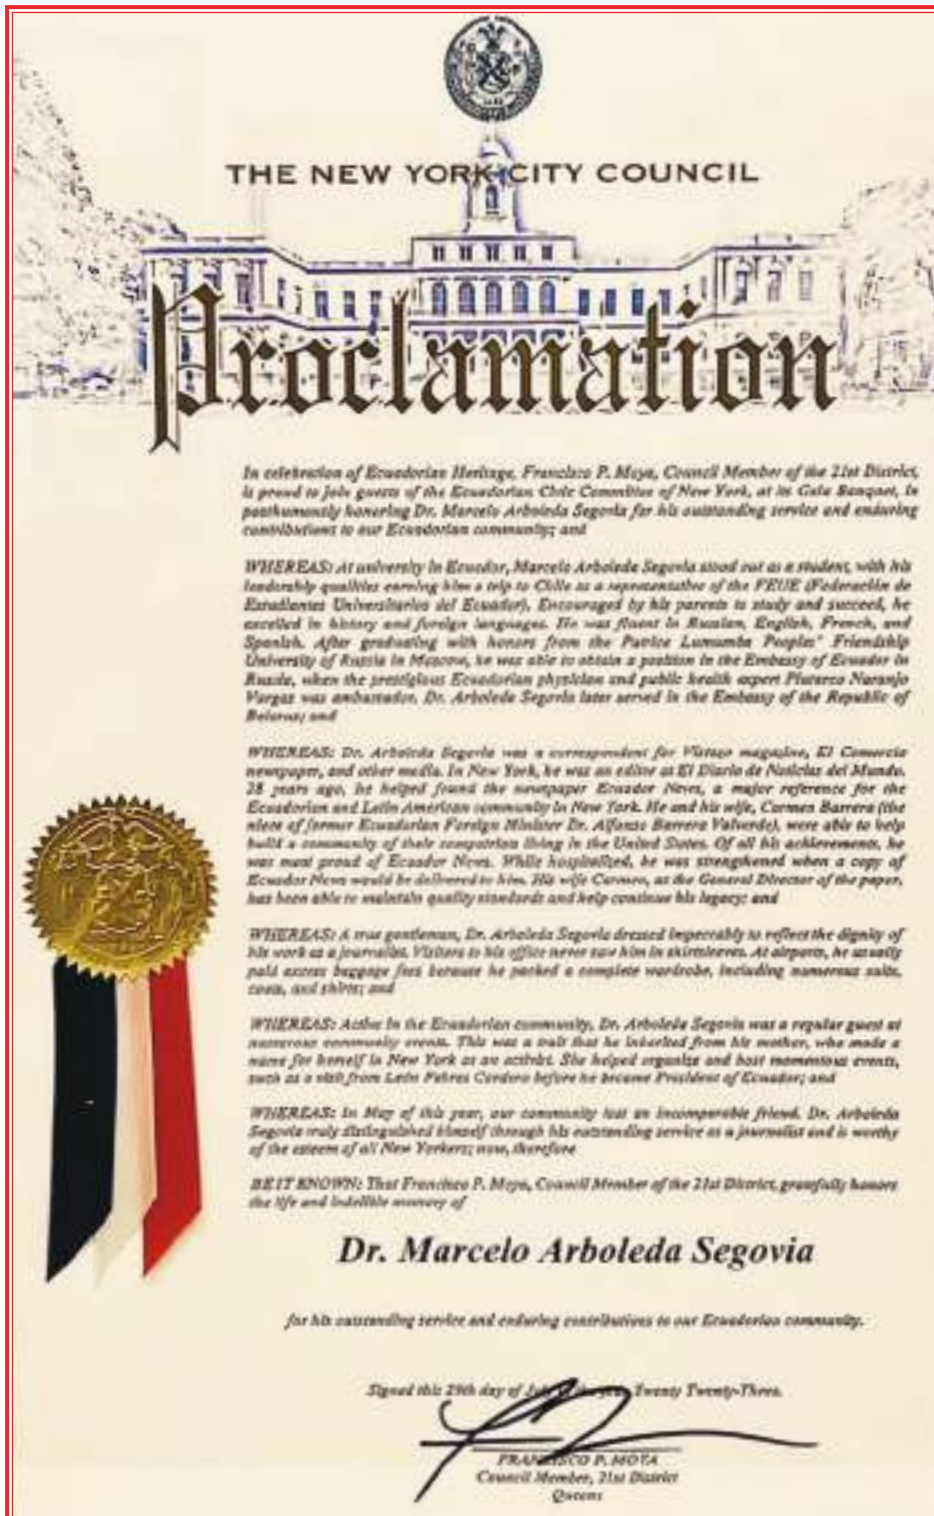 THE NEW YORK CITY COUNCIL
Proclamation
In celebration of Ecuadorian Heritage, Francisco P. Moya, Council Member of the 21st District,
is proud to join guests of the Ecuadorian Civic Committee of New York, at its Gala Banquet, in
posthumously honoring Dr. Marcelo Arboleda Segovia for his outstanding service and enduring
contributions to our Ecuadorian community; and
WHEREAS: At university in Ecuador, Marcelo Arboleda Segovia stood out as a student, with his
leadership qualities earning him a trip to Chile as a representative of the FEUE (Federación de
Estudiantes Universitarios del Ecuador). Encouraged by his parents to study and succeed, he
excelled in history and foreign languages. He was fluent in Russian, English, French, and
Spanish. After graduating with honors from the Patrice Lumumba Peoples' Friendship
University of Russia in Moscow, he was able to obtain a position in the Embassy of Ecuador in
Russia, when the prestigious Ecuadorian physician and public health expert Plutarco Naranjo
Vargas was ambassador. Dr. Arboleda Segovia later served in the Embassy of the Republic of
Belarus; and
WHEREAS: Dr. Arboleda Segovia was a correspondent for Vistazo magazine, El Comercio
newspaper, and other media. In New York, he was an editor at El Diario de Noticias del Mundo.
28 years ago, he helped found the newspaper Ecuador News, a major reference for the
Ecuadorian and Latin American community in New York. He and his wife, Carmen Barrera (the
niece of former Ecuadorian Foreign Minister Dr. Alfonso Barrera Valverde), were able to help
build a community of their compatriots living in the United States. Of all his achievements, he
was most proud of Ecuador News. While hospitalized, he was strengthened when a copy of
Ecuador News would be delivered to him. His wife Carmen, as the General Director of the paper,
has been able to maintain quality standards and help continue his legacy; and
WHEREAS: A true gentleman, Dr. Arboleda Segovia dressed impeccably to reflect the dignity of
his work as a journalist. Visitors to his office never saw him in shirtsleeves. At airports, he usually
paid excess baggage fees because he packed a complete wardrobe, including numerous suits,
coats, and shirts; and
WHEREAS: Active in the Ecuadorian community, Dr. Arboleda Segovia was a regular guest at
numerous community events. This was a trait that he inherited from his mother, who made a
name for herself in New York as an activist. She helped organize and host momentous events,
such as a visit from León Febres Cordero before he became President of Ecuador; and
WHEREAS: In May of this year, our community lost an incomparable friend. Dr. Arboleda
Segovia truly distinguished himself through his outstanding service as a journalist and is worthy
of the esteem of all New Yorkers; now, therefore
BE IT KNOWN: That Francisco P. Moya, Council Member of the 21st District, gratefully honors
the life and indelible memory of
Dr. Marcelo Arboleda Segovia
for his outstanding service and enduring contributions to our Ecuadorian community.
Signed this 29th day of July in the year Twenty Twenty-Three.
FRANCISCO P. MOYA
Council Member, 21st District
Queens